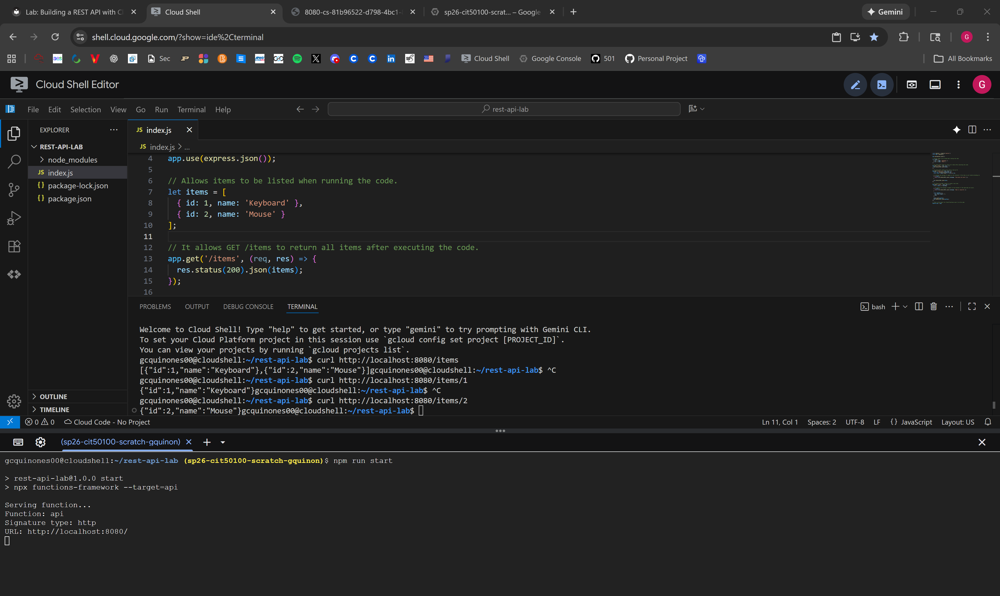 Lab: Building a REST API with Cl
Cloud Shell
8080-cs-81b96522-d798-4bc1-
sp26-cit50100-scrat... – Google
Gemini
shell.cloud.google.com/?show=ide%2Cterminal
G
aes
Sec
Cloud Shell
Google Console
501
Personal Project
All Bookmarks
Cloud Shell Editor
G
File Edit Selection View Go Run Terminal Help
rest-api-lab
EXPLORER
JS index.js
REST-API-LAB
JS index.js > ...
node_modules
JS index.js
{} package-lock.json
{} package.json
4 app.use(express.json());
5
6 // Allows items to be listed when running the code.
7 let items = [
8 { id: 1, name: 'Keyboard' },
9 { id: 2, name: 'Mouse' }
10 ];
11
12 // It allows GET /items to return all items after executing the code.
13 app.get('/items', (req, res) => {
14 res.status(200).json(items);
15 });
16
PROBLEMS OUTPUT DEBUG CONSOLE TERMINAL
bash
Welcome to Cloud Shell! Type "help" to get started, or type "gemini" to try prompting with Gemini CLI.
To set your Cloud Platform project in this session use `gcloud config set project [PROJECT_ID]`.
You can view your projects by running `gcloud projects list`.
gcquinones00@cloudshell:~/rest-api-lab$ curl http://localhost:8080/items
[{"id":1,"name":"Keyboard"},{"id":2,"name":"Mouse"}]gcquinones00@cloudshell:~/rest-api-lab$ ^C
gcquinones00@cloudshell:~/rest-api-lab$ curl http://localhost:8080/items/1
{"id":1,"name":"Keyboard"}gcquinones00@cloudshell:~/rest-api-lab$ ^C
gcquinones00@cloudshell:~/rest-api-lab$ curl http://localhost:8080/items/2
{"id":2,"name":"Mouse"}gcquinones00@cloudshell:~/rest-api-lab$
OUTLINE
TIMELINE
0 0 Cloud Code - No Project
Ln 11, Col 1 Spaces: 2 UTF-8 LF {} JavaScript Layout: US
(sp26-cit50100-scratch-gquinon)
gcquinones00@cloudshell:~/rest-api-lab (sp26-cit50100-scratch-gquinon)$ npm run start
> rest-api-lab@1.0.0 start
> npx functions-framework --target=api
Serving function...
Function: api
Signature type: http
URL: http://localhost:8080/